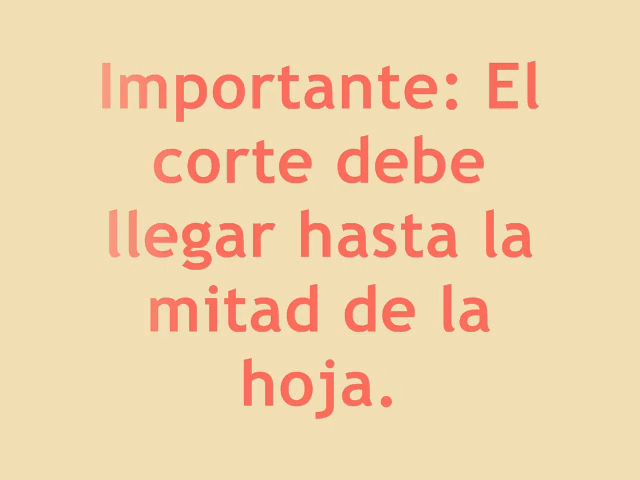 Importante: El
corte debe
llegar hasta la
mitad de la
hoja.